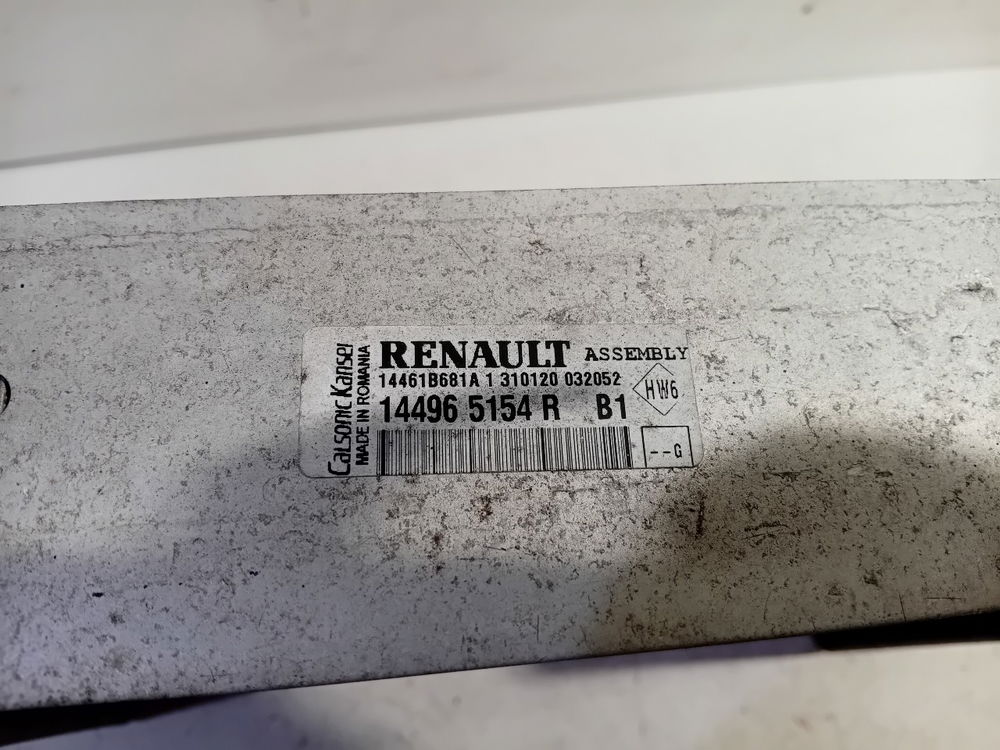 RENAULT ASSEMBLY
14461B681A 1 310120 032052
14496 5154 R B1
HW6
--G
Calsonic Kansei
MADE IN ROMANIA